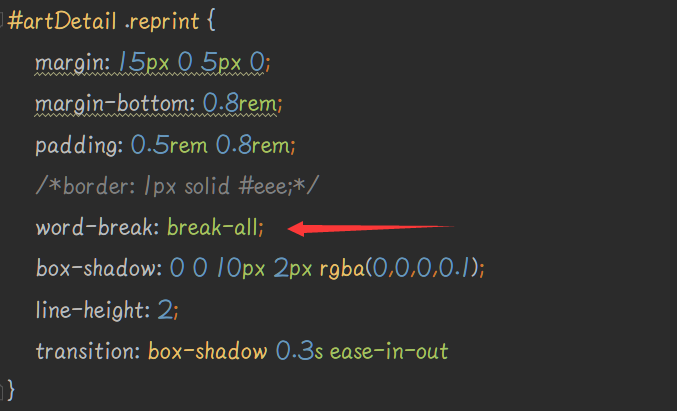 #artDetail .reprint {
margin: 15px 0 5px 0;
margin-bottom: 0.8rem;
padding: 0.5rem 0.8rem;
/*border: 1px solid #eee;*/
word-break: break-all;
box-shadow: 0 0 10px 2px rgba(0,0,0,0.1);
line-height: 2;
transition: box-shadow 0.3s ease-in-out
}